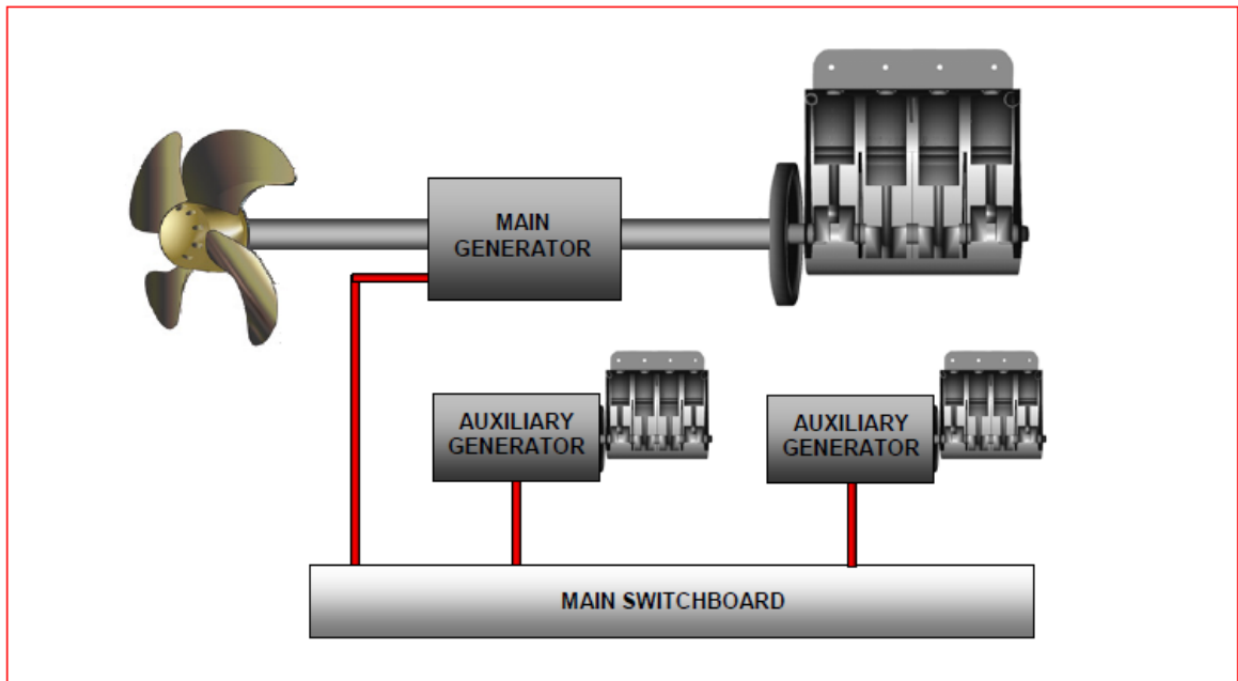 MAIN
GENERATOR
AUXILIARY
GENERATOR
AUXILIARY
GENERATOR
MAIN SWITCHBOARD